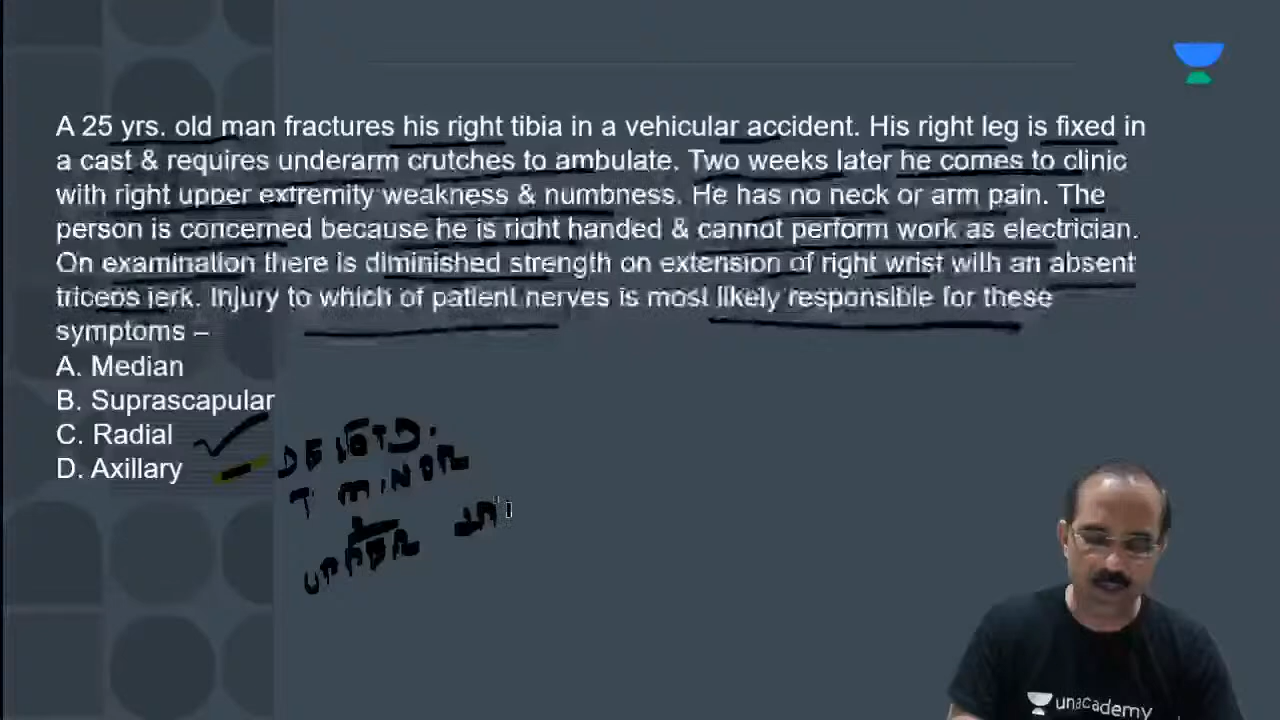 A 25 yrs. old man fractures his right tibia in a vehicular accident. His right leg is fixed in
a cast & requires underarm crutches to ambulate. Two weeks later he comes to clinic
with right upper extremity weakness & numbness. He has no neck or arm pain. The
person is concerned because he is right handed & cannot perform work as electrician.
On examination there is diminished strength on extension of right wrist with an absent
triceps jerk. Injury to which of patient nerves is most likely responsible for these
symptoms –
A. Median
B. Suprascapular
C. Radial
D. Axillary
DELTD.
T MINOR
UPPER
unacademy